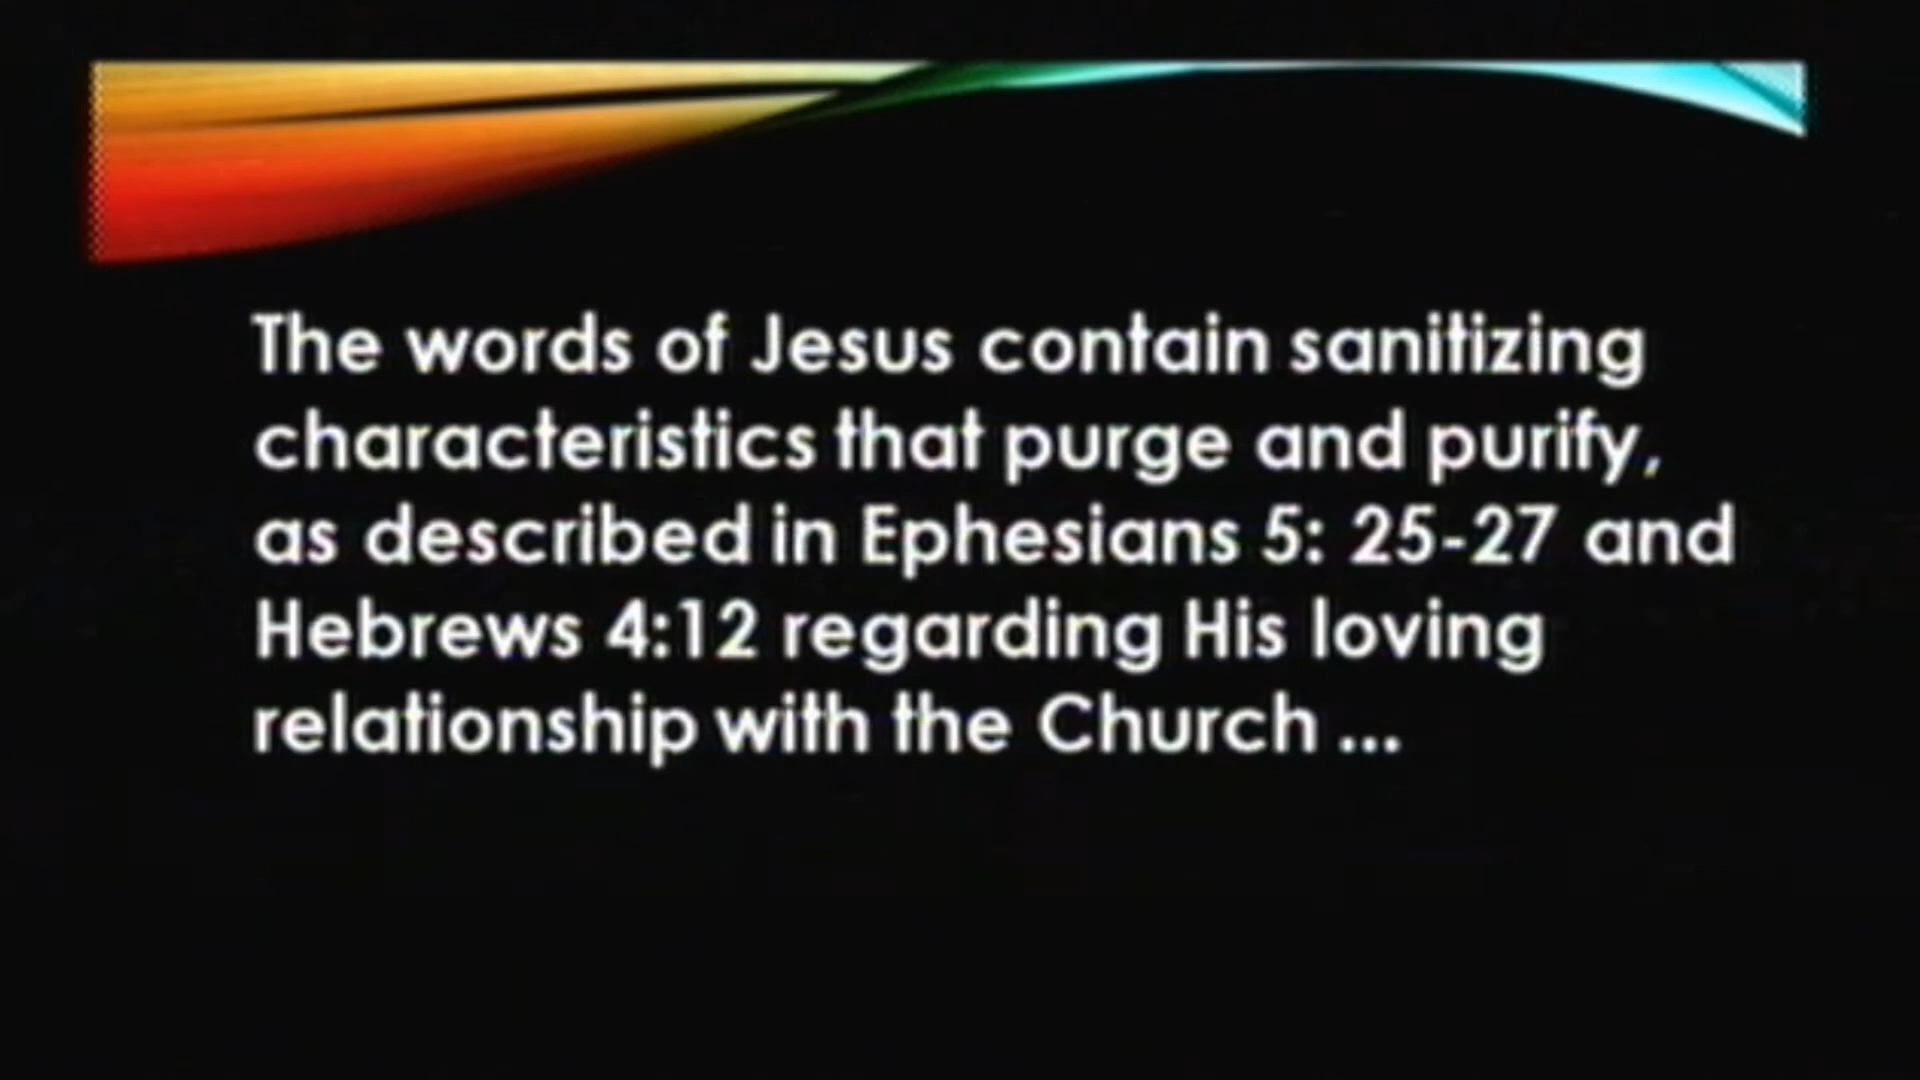 The words of Jesus contain sanitizing
characteristics that purge and purify,
as described in Ephesians 5: 25-27 and
Hebrews 4:12 regarding His loving
relationship with the Church ...